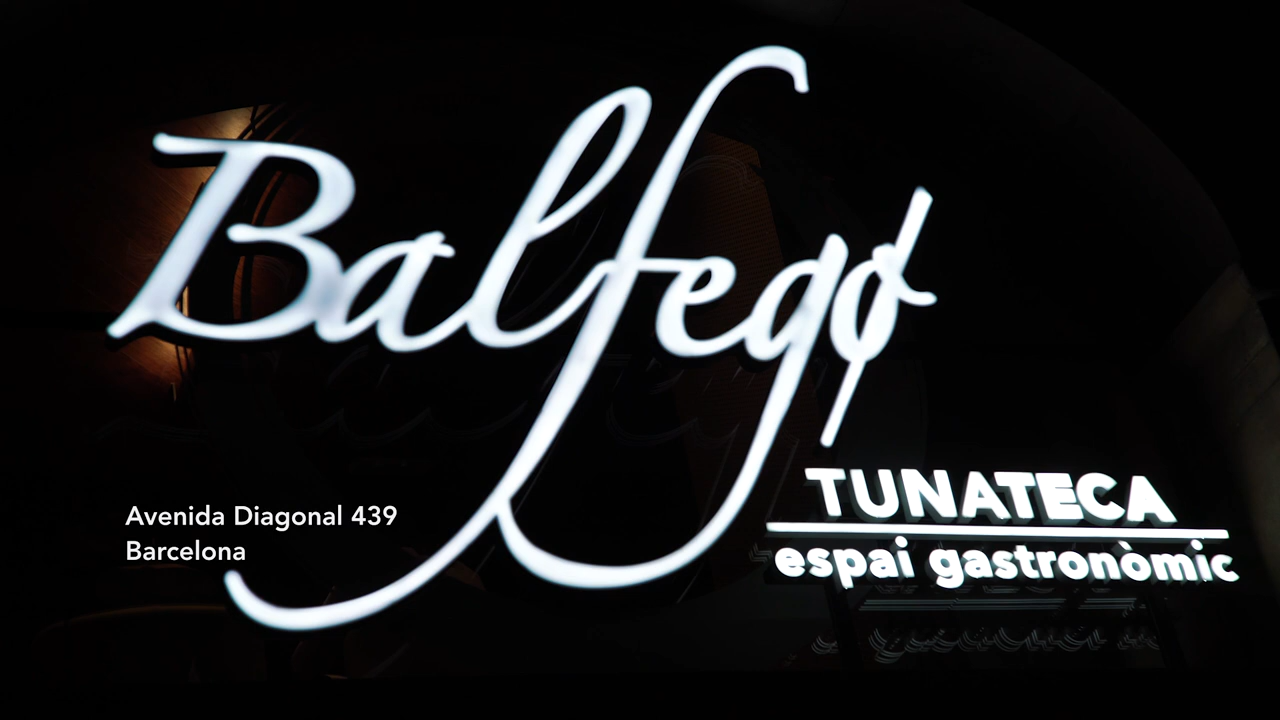 Balfegó
TUNATECA
espai gastronòmic
Avenida Diagonal 439
Barcelona